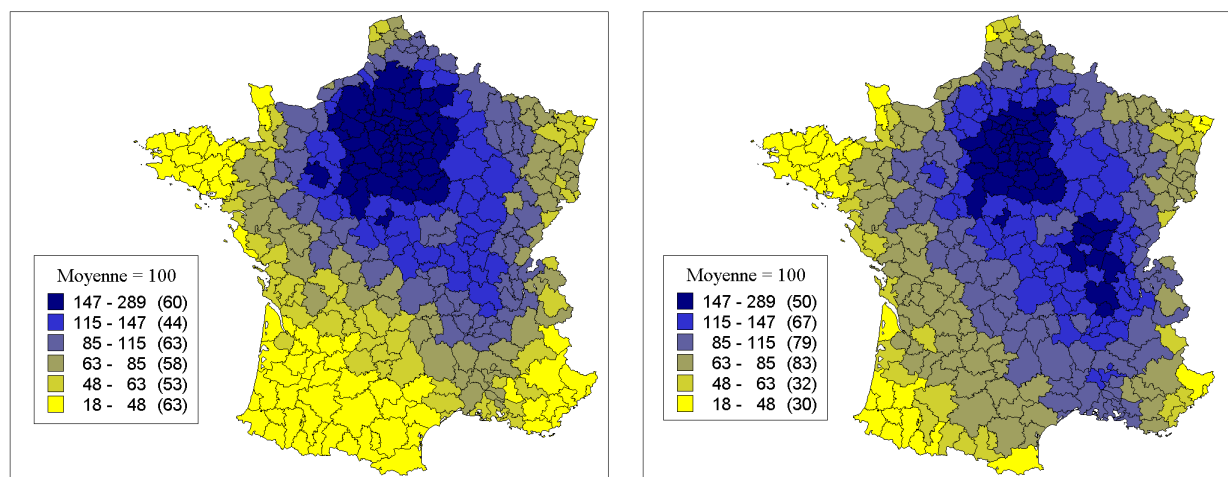 Moyenne = 100
147 - 289 (60)
115 - 147 (44)
85 - 115 (63)
63 - 85 (58)
48 - 63 (53)
18 - 48 (63)
Moyenne = 100
147 - 289 (50)
115 - 147 (67)
85 - 115 (79)
63 - 85 (83)
48 - 63 (32)
18 - 48 (30)